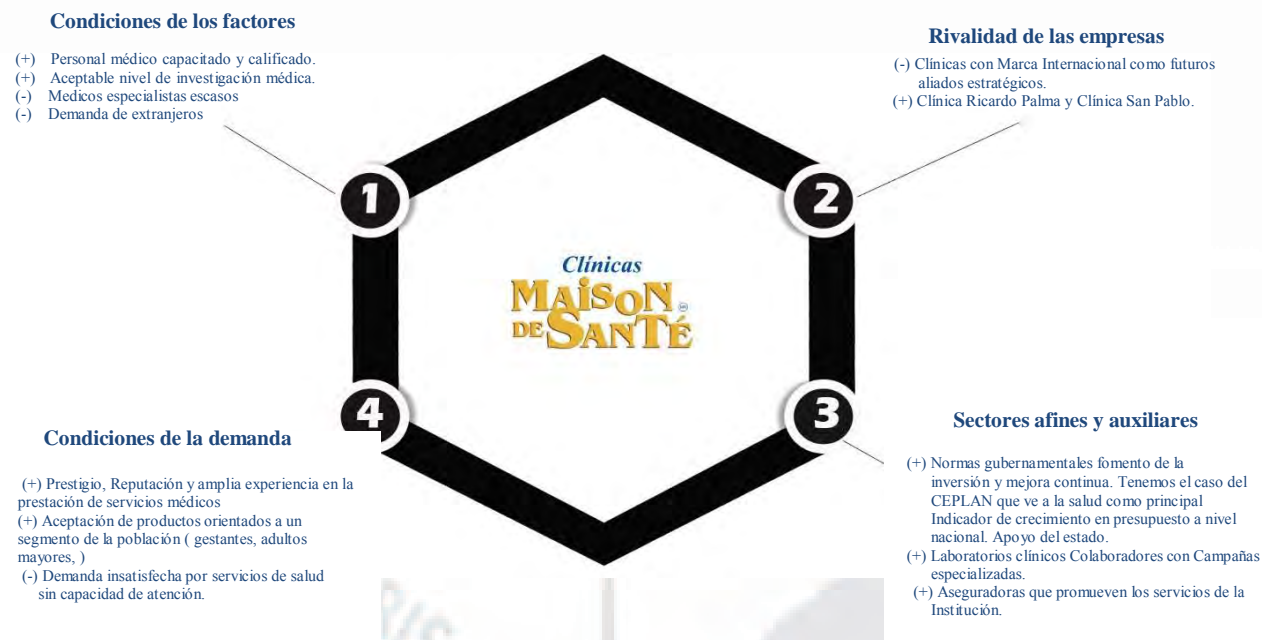 Condiciones de los factores
(+) Personal médico capacitado y calificado.
(+) Aceptable nivel de investigación médica.
(-) Medicos especialistas escasos
(-) Demanda de extranjeros
Rivalidad de las empresas
(-) Clínicas con Marca Internacional como futuros
aliados estratégicos.
(+) Clínica Ricardo Palma y Clínica San Pablo.
1
2
Clínicas
MAiSON
DE SANTÉ
4
3
Condiciones de la demanda
(+) Prestigio, Reputación y amplia experiencia en la
prestación de servicios médicos
(+) Aceptación de productos orientados a un
segmento de la población ( gestantes, adultos
mayores, )
(-) Demanda insatisfecha por servicios de salud
sin capacidad de atención.
Sectores afines y auxiliares
(+) Normas gubernamentales fomento de la
inversión y mejora continua. Tenemos el caso del
CEPLAN que ve a la salud como principal
Indicador de crecimiento en presupuesto a nivel
nacional. Apoyo del estado.
(+) Laboratorios clínicos Colaboradores con Campañas
especializadas.
(+) Aseguradoras que promueven los servicios de la
Institución.